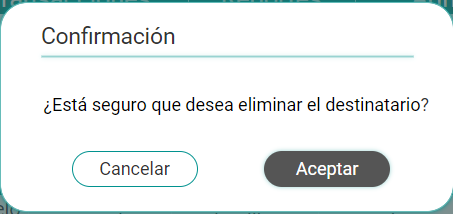 Confirmación
¿Está seguro que desea eliminar el destinatario?
Cancelar
Aceptar